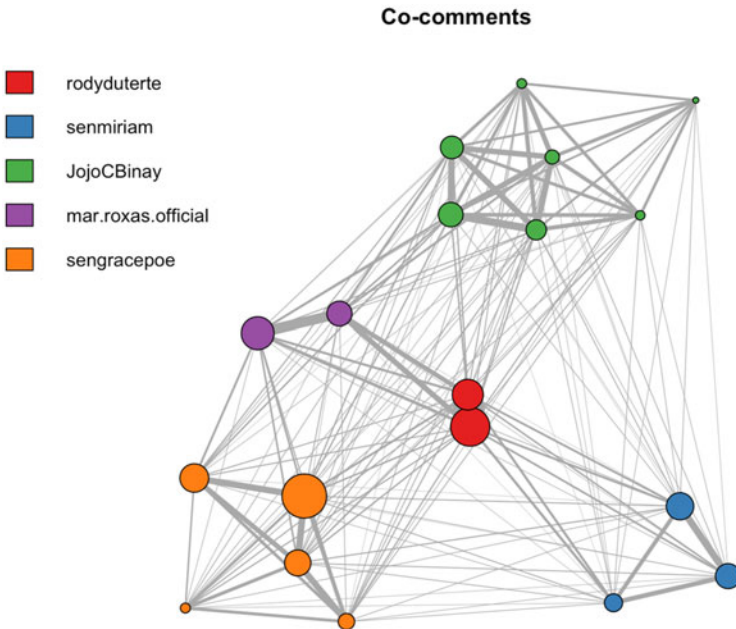 Co-comments
rodyduterte
senmiriam
JojoCBinay
mar.roxas.official
sengracepoe